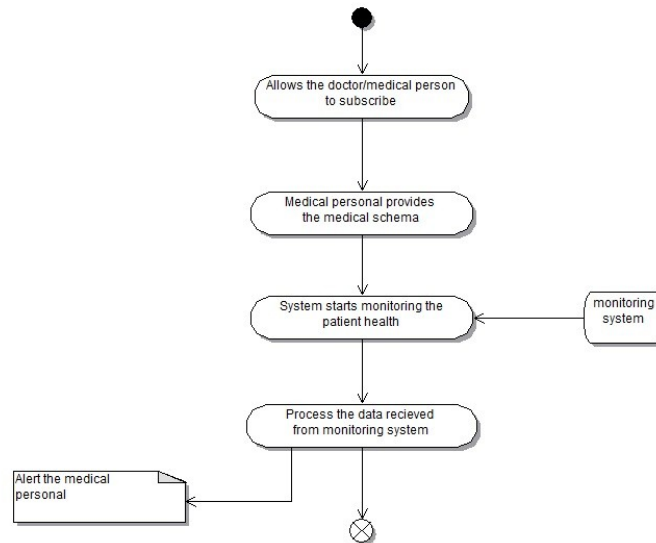 Allows the doctor/medical person
to subscribe
Medical personal provides
the medical schema
System starts monitoring the
patient health
monitoring
system
Process the data recieved
from monitoring system
Alert the medical
personal